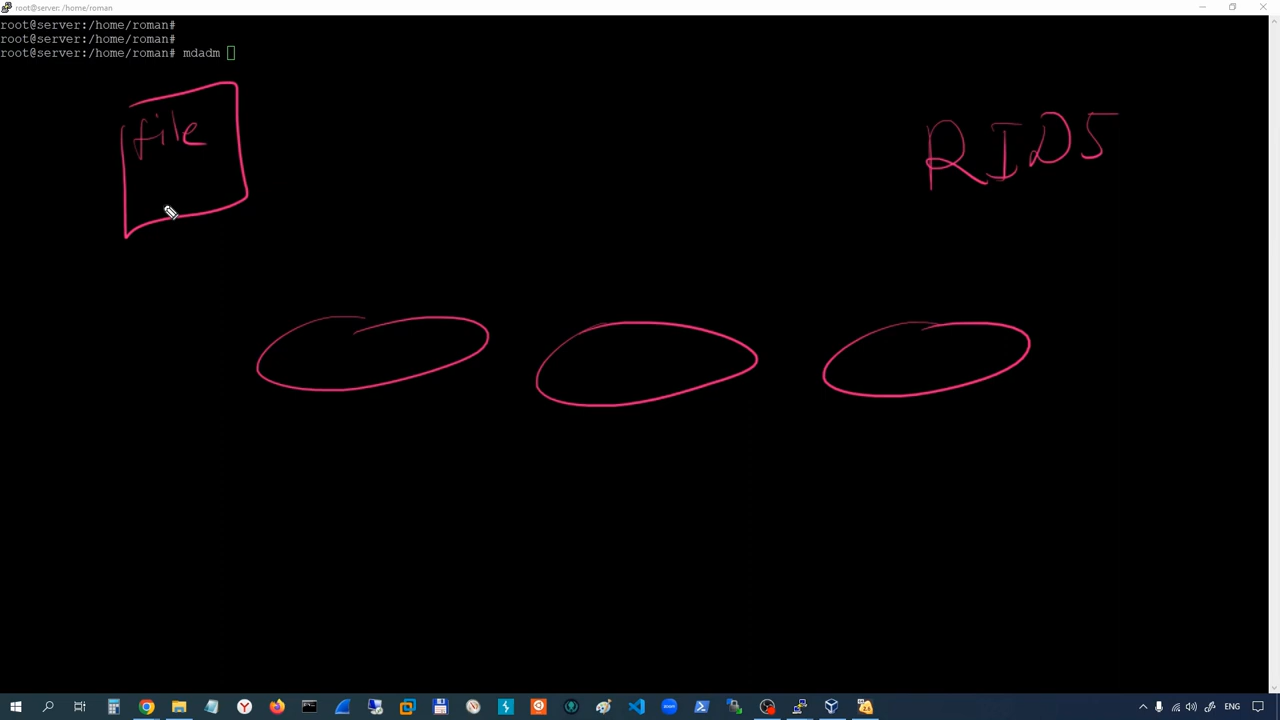 root@server: /home/roman
root@server:/home/roman#
root@server:/home/roman#
root@server:/home/roman# mdadm
file
RID5
ENG